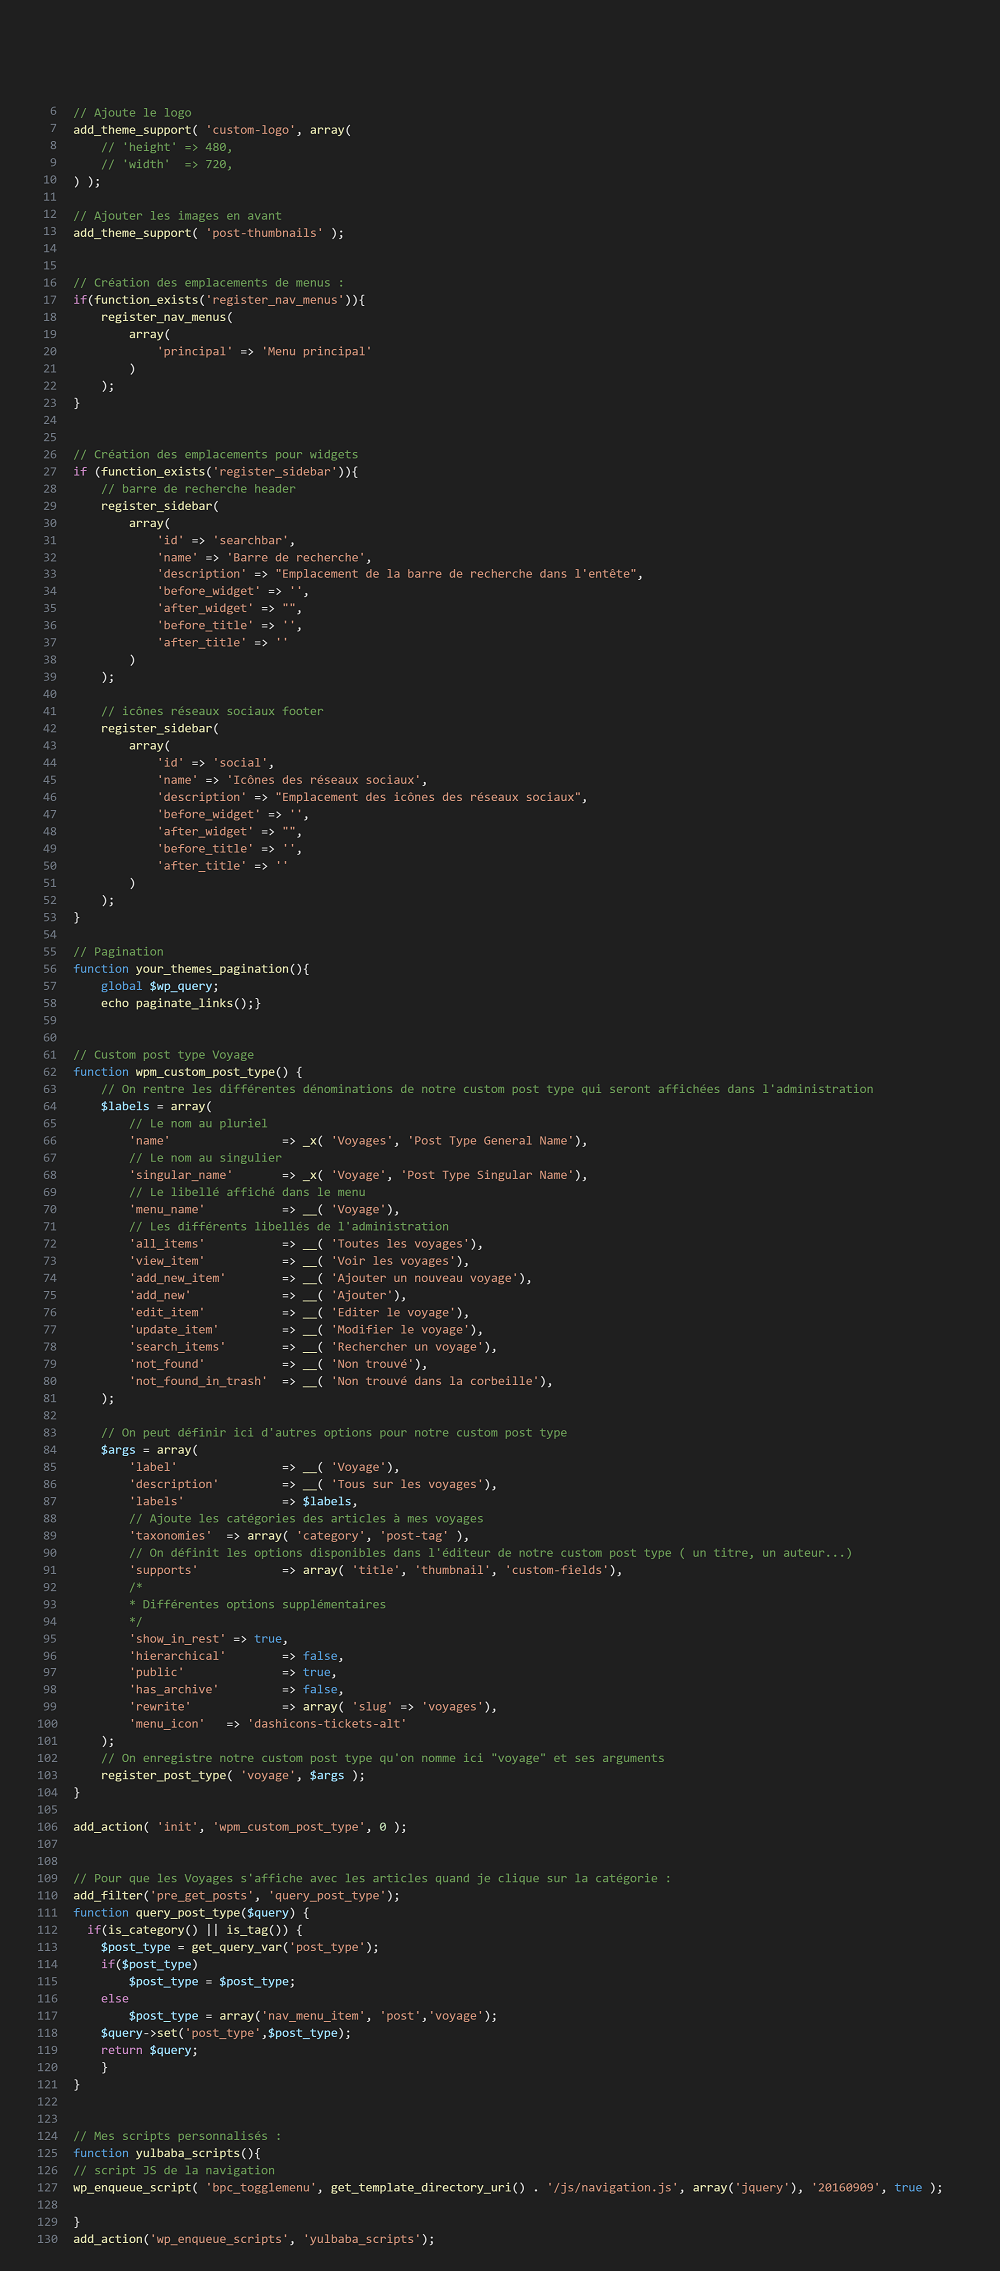 6 // Ajoute le logo
7 add_theme_support( 'custom-logo', array(
8     // 'height' => 480,
9     // 'width'  => 720,
10 ) );
11
12 // Ajouter les images en avant
13 add_theme_support( 'post-thumbnails' );
14
15
16 // Création des emplacements de menus :
17 if(function_exists('register_nav_menus')){
18     register_nav_menus(
19         array(
20             'principal' => 'Menu principal'
21         )
22     );
23 }
24
25
26 // Création des emplacements pour widgets
27 if (function_exists('register_sidebar')){
28     // barre de recherche header
29     register_sidebar(
30         array(
31             'id' => 'searchbar',
32             'name' => 'Barre de recherche',
33             'description' => "Emplacement de la barre de recherche dans l'entête",
34             'before_widget' => '',
35             'after_widget' => "",
36             'before_title' => '',
37             'after_title' => ''
38         )
39     );
40
41     // icônes réseaux sociaux footer
42     register_sidebar(
43         array(
44             'id' => 'social',
45             'name' => 'Icônes des réseaux sociaux',
46             'description' => "Emplacement des icônes des réseaux sociaux",
47             'before_widget' => '',
48             'after_widget' => "",
49             'before_title' => '',
50             'after_title' => ''
51         )
52     );
53 }
54
55 // Pagination
56 function your_themes_pagination(){
57     global $wp_query;
58     echo paginate_links();}
59
60
61 // Custom post type Voyage
62 function wpm_custom_post_type() {
63     // On rentre les différentes dénominations de notre custom post type qui seront affichées dans l'administration
64     $labels = array(
65         // Le nom au pluriel
66         'name'                => _x( 'Voyages', 'Post Type General Name'),
67         // Le nom au singulier
68         'singular_name'       => _x( 'Voyage', 'Post Type Singular Name'),
69         // Le libellé affiché dans le menu
70         'menu_name'           => __( 'Voyage'),
71         // Les différents libellés de l'administration
72         'all_items'           => __( 'Toutes les voyages'),
73         'view_item'           => __( 'Voir les voyages'),
74         'add_new_item'        => __( 'Ajouter un nouveau voyage'),
75         'add_new'             => __( 'Ajouter'),
76         'edit_item'           => __( 'Editer le voyage'),
77         'update_item'         => __( 'Modifier le voyage'),
78         'search_items'        => __( 'Rechercher un voyage'),
79         'not_found'           => __( 'Non trouvé'),
80         'not_found_in_trash'  => __( 'Non trouvé dans la corbeille'),
81     );
82
83     // On peut définir ici d'autres options pour notre custom post type
84     $args = array(
85         'label'               => __( 'Voyage'),
86         'description'         => __( 'Tous sur les voyages'),
87         'labels'              => $labels,
88         // Ajoute les catégories des articles à mes voyages
89         'taxonomies'  => array( 'category', 'post-tag' ),
90         // On définit les options disponibles dans l'éditeur de notre custom post type ( un titre, un auteur...)
91         'supports'            => array( 'title', 'thumbnail', 'custom-fields'),
92         /*
93         * Différentes options supplémentaires
94         */
95         'show_in_rest' => true,
96         'hierarchical'        => false,
97         'public'              => true,
98         'has_archive'         => false,
99         'rewrite'             => array( 'slug' => 'voyages'),
100         'menu_icon'   => 'dashicons-tickets-alt'
101     );
102     // On enregistre notre custom post type qu'on nomme ici "voyage" et ses arguments
103     register_post_type( 'voyage', $args );
104 }
105
106 add_action( 'init', 'wpm_custom_post_type', 0 );
107
108
109 // Pour que les Voyages s'affiche avec les articles quand je clique sur la catégorie :
110 add_filter('pre_get_posts', 'query_post_type');
111 function query_post_type($query) {
112   if(is_category() || is_tag()) {
113     $post_type = get_query_var('post_type');
114     if($post_type)
115         $post_type = $post_type;
116     else
117         $post_type = array('nav_menu_item', 'post','voyage');
118     $query->set('post_type',$post_type);
119     return $query;
120     }
121 }
122
123
124 // Mes scripts personnalisés :
125 function yulbaba_scripts(){
126 // script JS de la navigation
127 wp_enqueue_script( 'bpc_togglemenu', get_template_directory_uri() . '/js/navigation.js', array('jquery'), '20160909', true );
128
129 }
130 add_action('wp_enqueue_scripts', 'yulbaba_scripts');